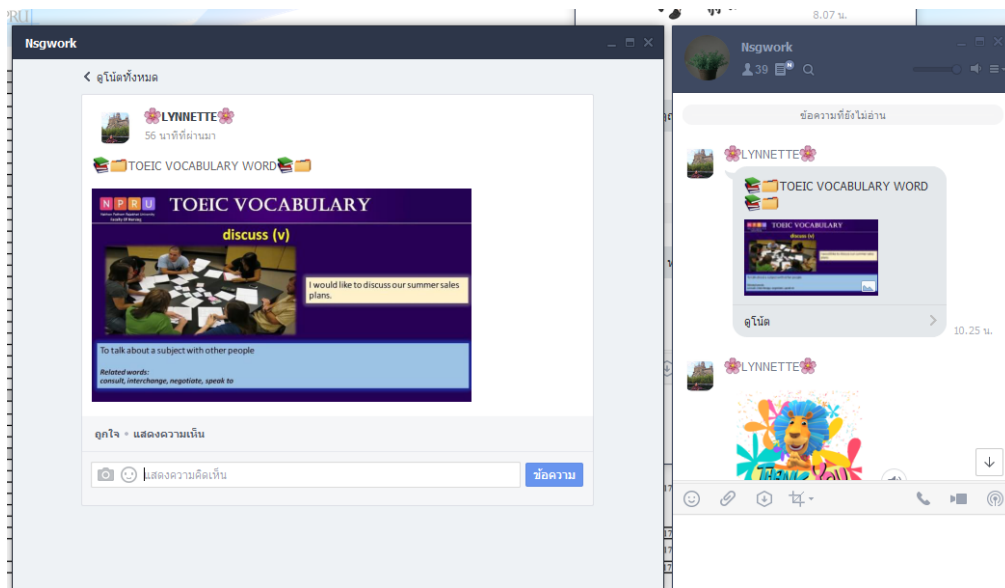 8.07 น.
Nsgwork
ดูโน้ตทั้งหมด
🌸LYNNETTE🌸
56 นาทีที่ผ่านมา
📚📁TOEIC VOCABULARY WORD📚📁
NPRU
TOEIC VOCABULARY
discuss (v)
I would like to discuss our summer sales
plans.
To talk about a subject with other people
Related words:
consult, interchange, negotiate, speak to
ถูกใจ • แสดงความเห็น
แสดงความคิดเห็น
ข้อความ
Nsgwork
39
ข้อความที่ยังไม่อ่าน
🌸LYNNETTE🌸
📚📁TOEIC VOCABULARY WORD
📚📁
TOEIC VOCABULARY
discuss (v)
ดูโน้ต
10.25 น.
🌸LYNNETTE🌸
THANK YOU